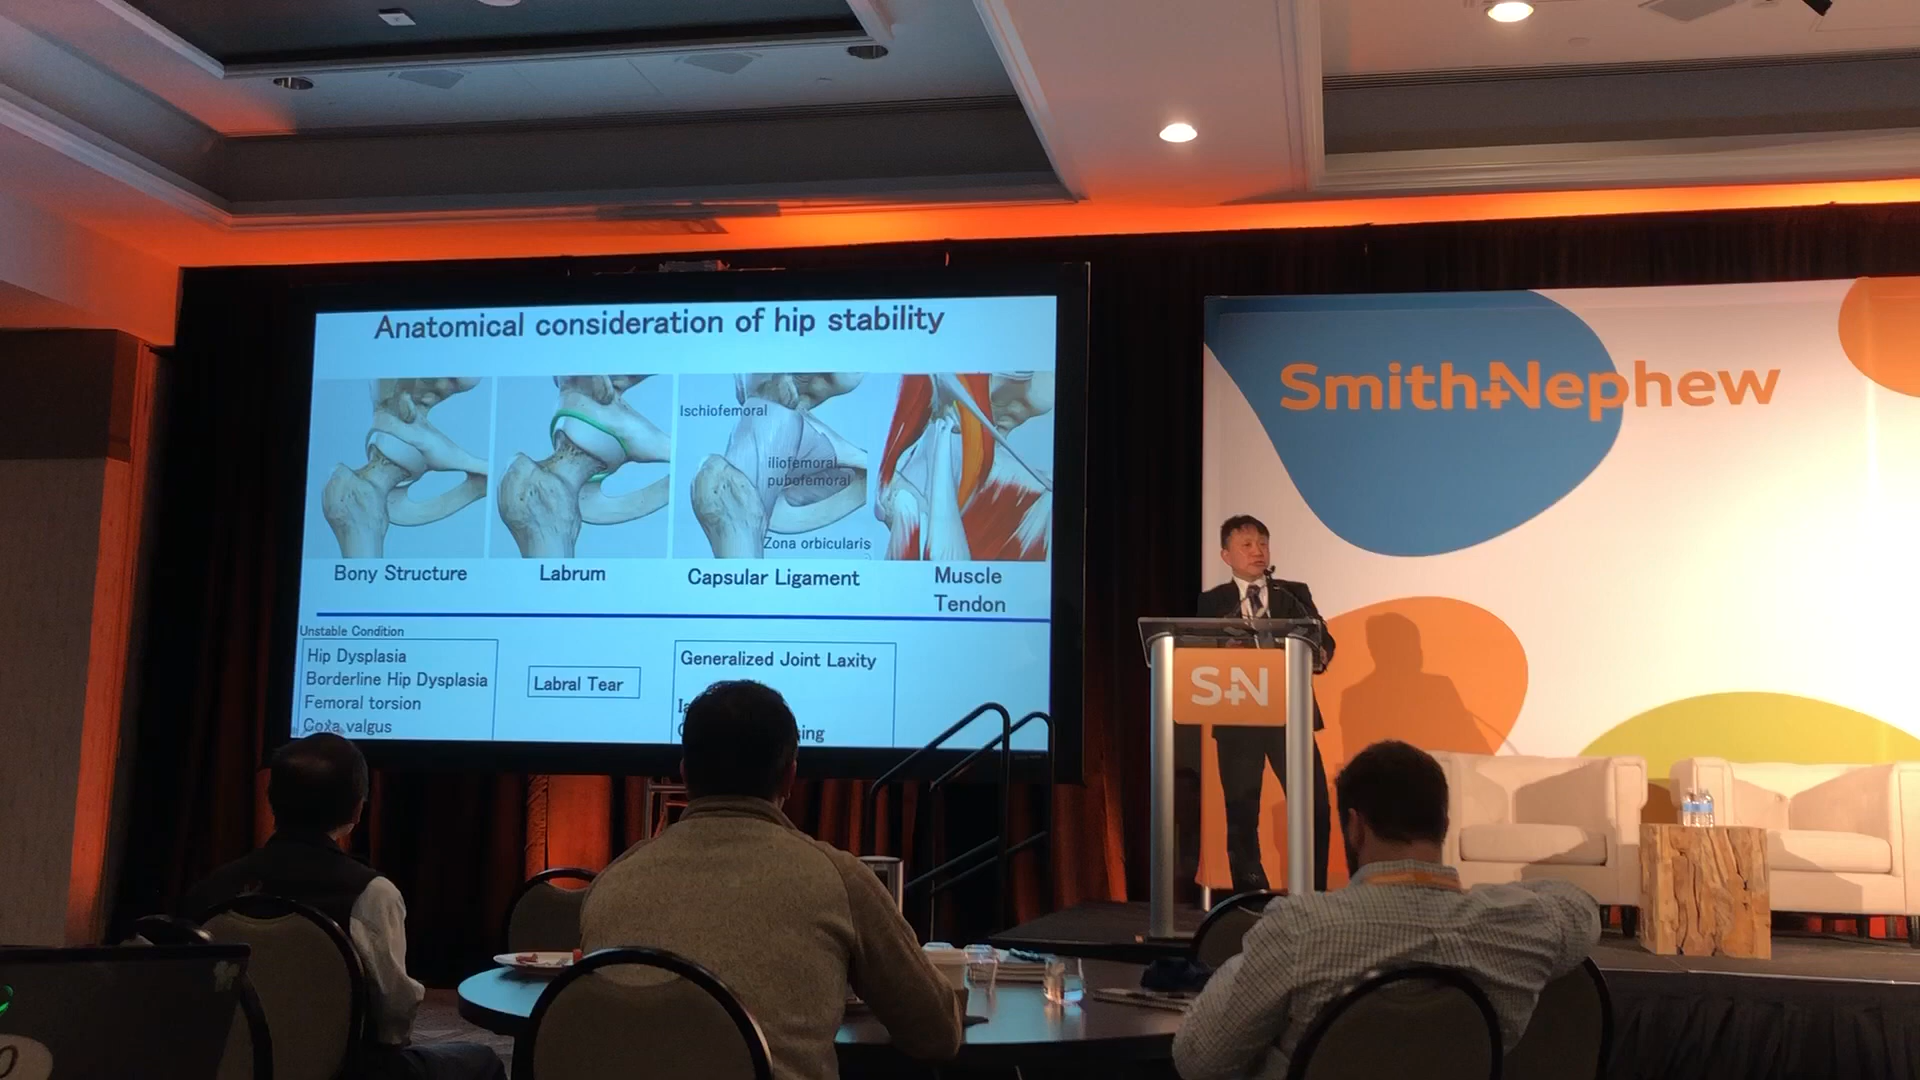 Anatomical consideration of hip stability
Ischiofemoral
iliofemoral
pubofemoral
Zona orbicularis
Bony Structure
Labrum
Capsular Ligament
Muscle
Tendon
Unstable Condition
Hip Dysplasia
Borderline Hip Dysplasia
Femoral torsion
Coxa valgus
Labral Tear
Generalized Joint Laxity
Smith+Nephew
S+N